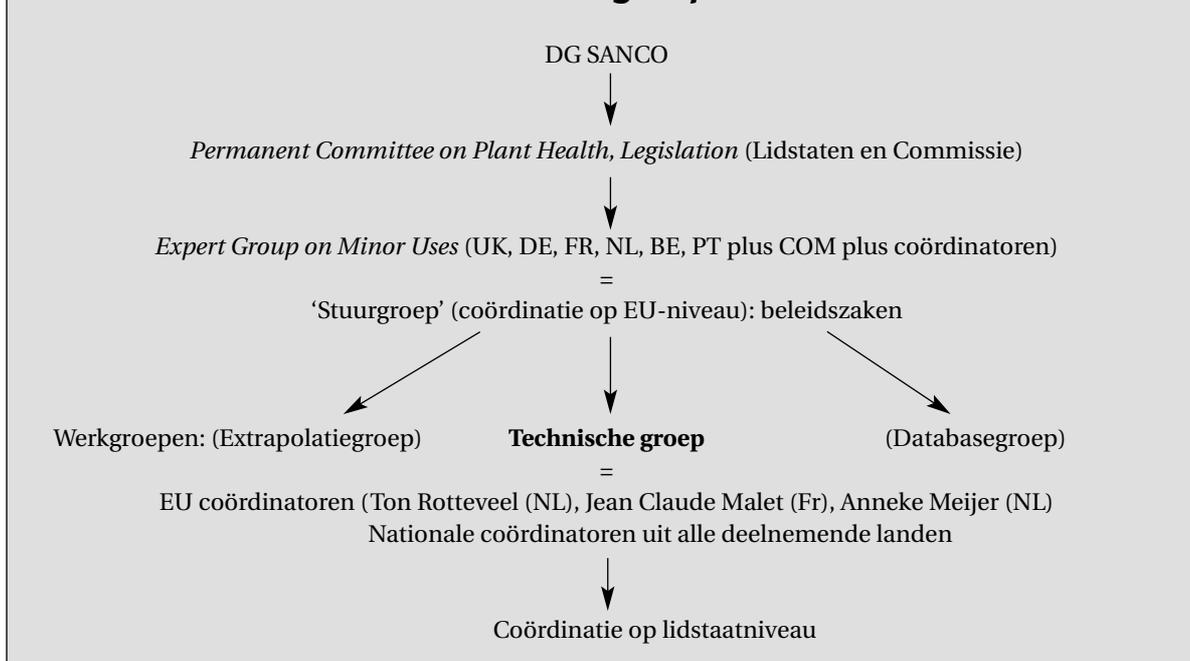 DG SANCO
Permanent Committee on Plant Health, Legislation (Lidstaten en Commissie)
Expert Group on Minor Uses (UK, DE, FR, NL, BE, PT plus COM plus coördinatoren)
=
‘Stuurgroep’ (coördinatie op EU-niveau): beleidszaken
Werkgroepen: (Extrapolatiegroep) Technische groep (Databasegroep)
=
EU coördinatoren (Ton Rotteveel (NL), Jean Claude Malet (Fr), Anneke Meijer (NL)
Nationale coördinatoren uit alle deelnemende landen
Coördinatie op lidstaatniveau